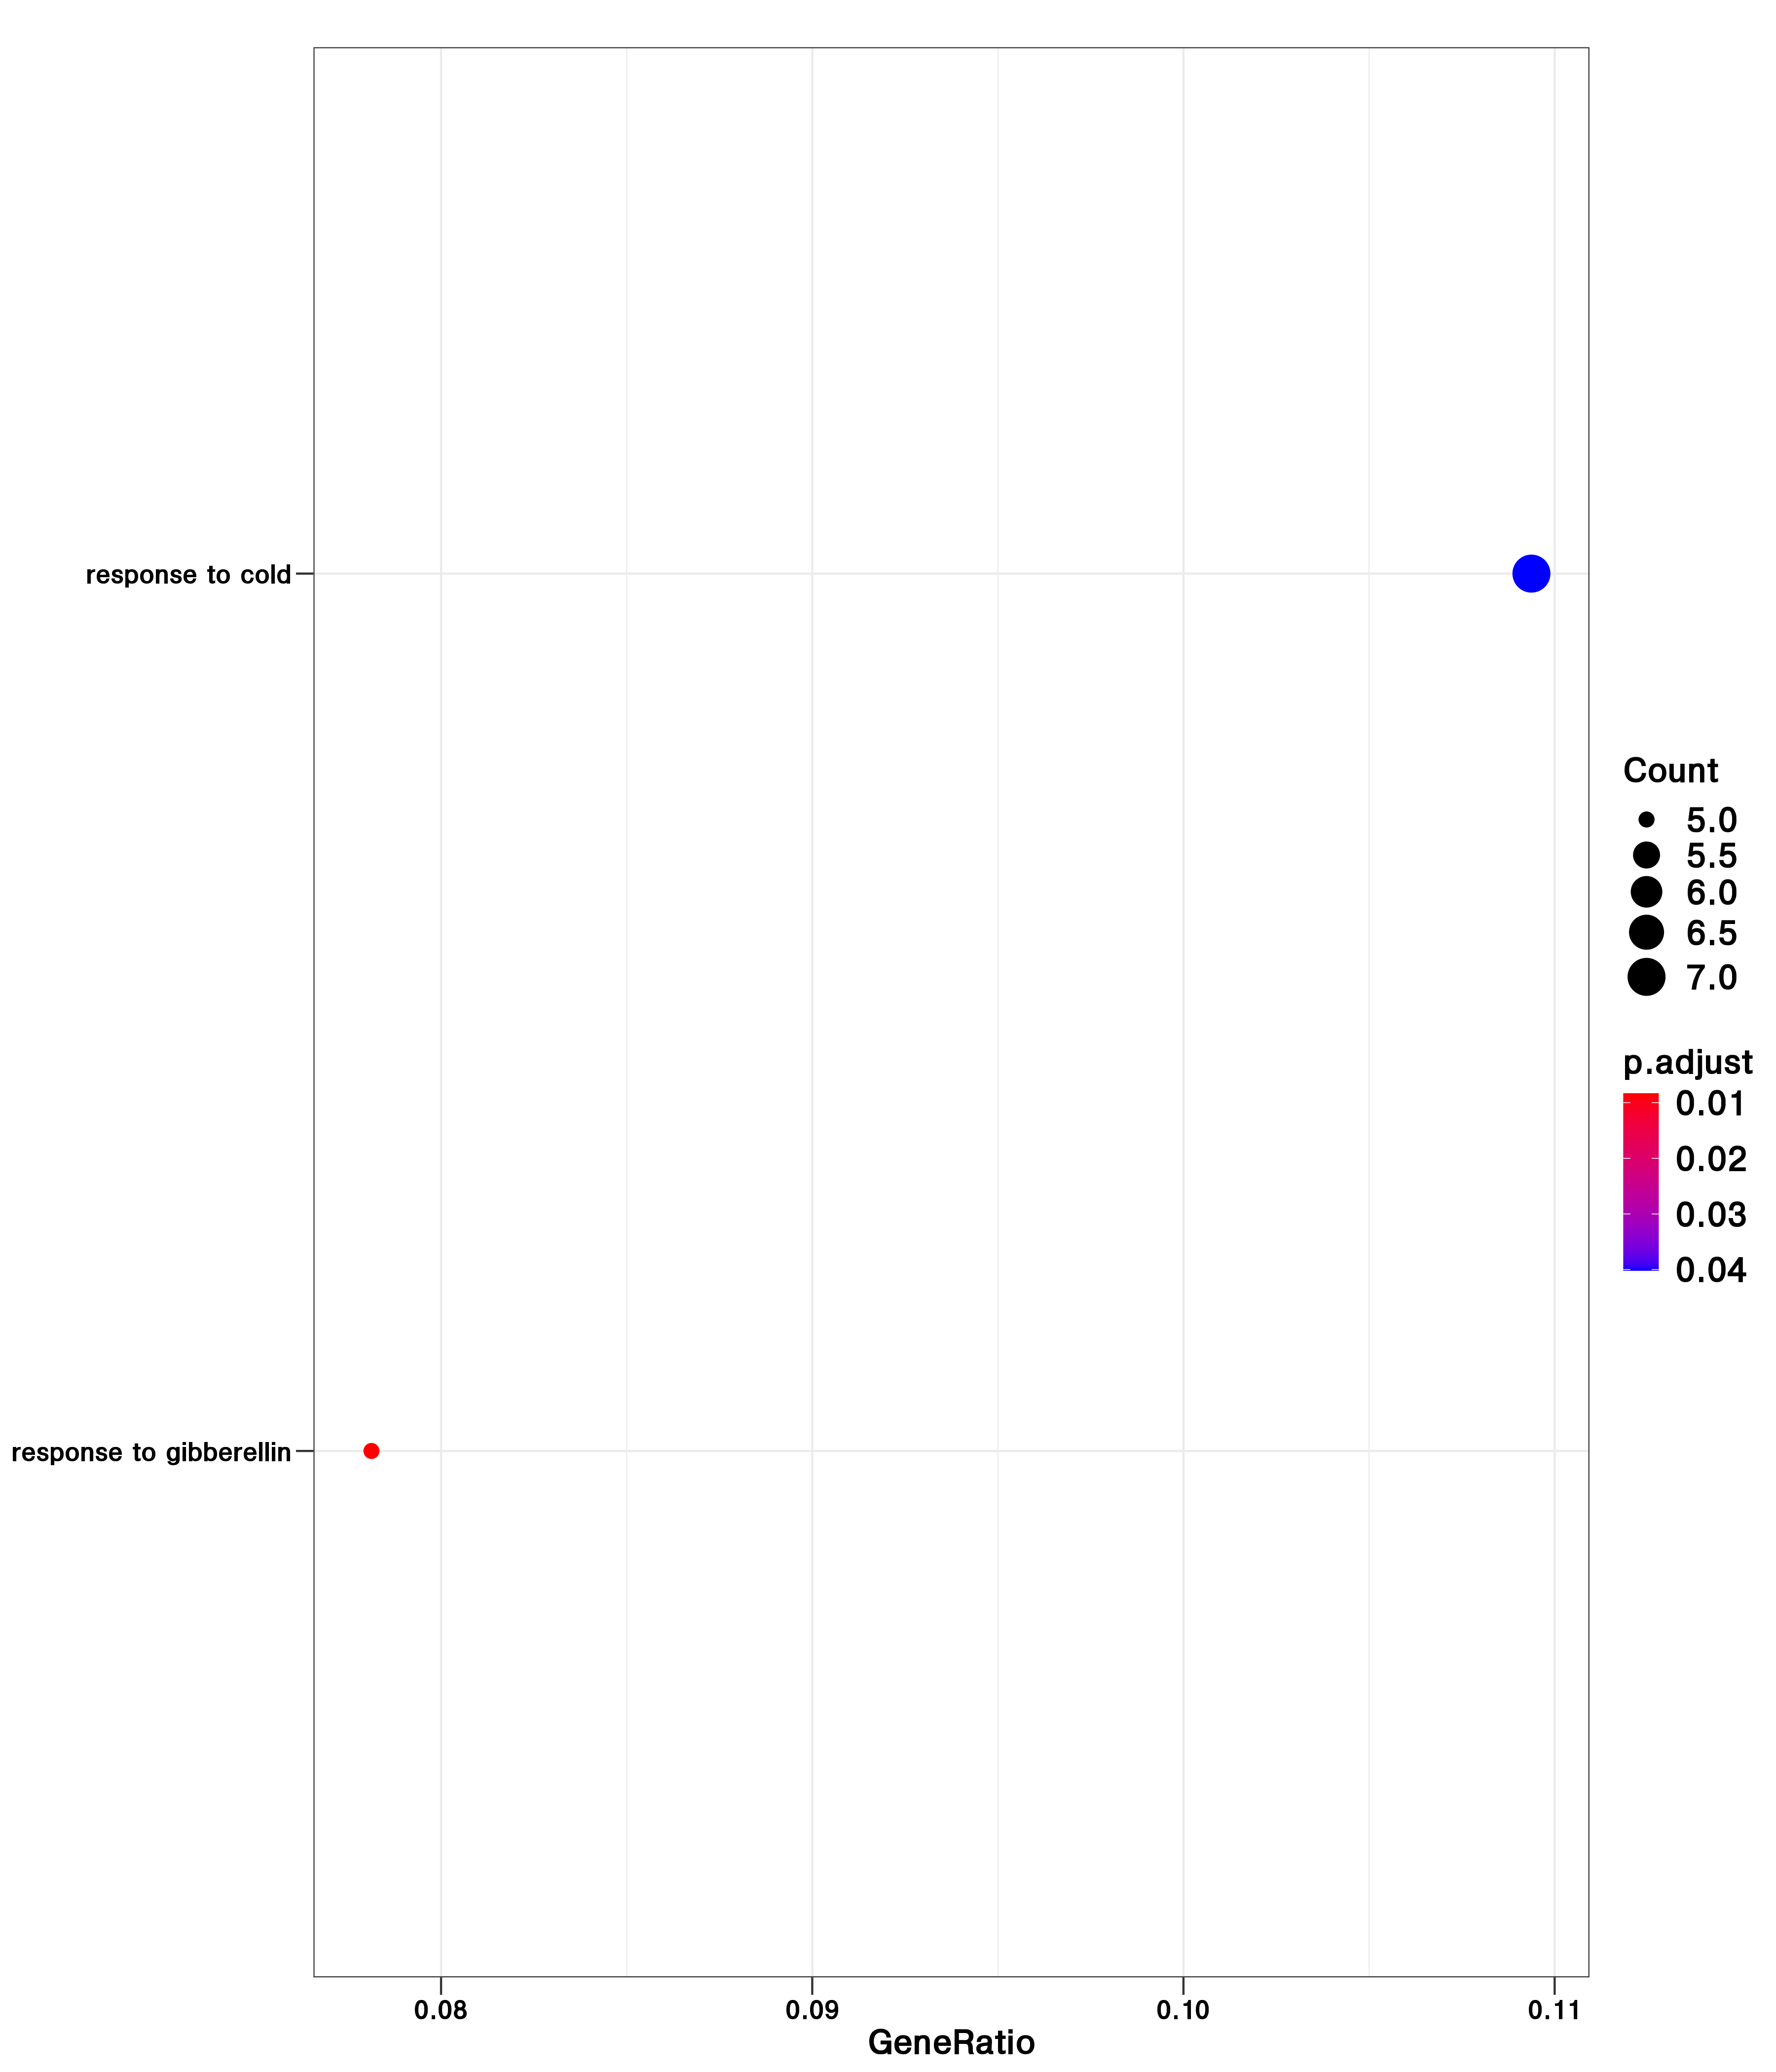 response to cold
response to gibberellin
0.08
0.09
0.10
0.11
GeneRatio
Count
5.0
5.5
6.0
6.5
7.0
p.adjust
0.01
0.02
0.03
0.04